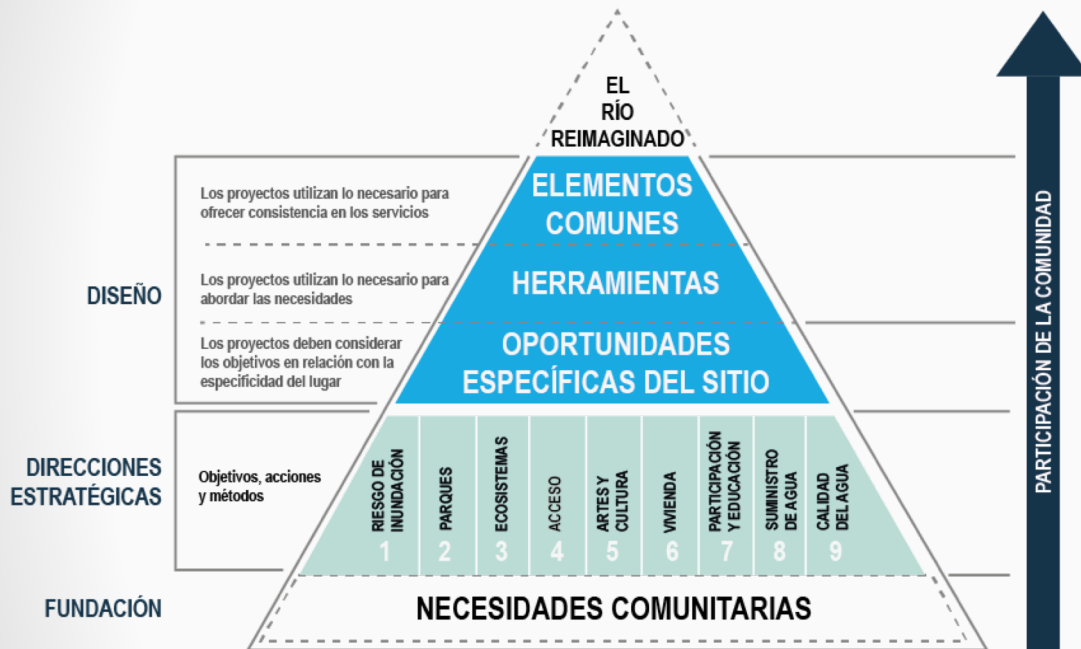 EL
RÍO
REIMAGINADO
Los proyectos utilizan lo necesario para
ofrecer consistencia en los servicios
ELEMENTOS
COMUNES
DISEÑO
Los proyectos utilizan lo necesario para
abordar las necesidades
HERRAMIENTAS
Los proyectos deben considerar
los objetivos en relación con la
especificidad del lugar
OPORTUNIDADES
ESPECÍFICAS DEL SITIO
DIRECCIONES
ESTRATÉGICAS
Objetivos, acciones
y métodos
RIESGO DE
INUNDACIÓN
1
PARQUES
2
ECOSISTEMAS
3
ACCESO
4
ARTES Y
CULTURA
5
VIVIENDA
6
PARTICIPACIÓN
Y EDUCACIÓN
7
SUMINISTRO
DE AGUA
8
CALIDAD
DEL AGUA
9
FUNDACIÓN
NECESIDADES COMUNITARIAS
PARTICIPACIÓN DE LA COMUNIDAD